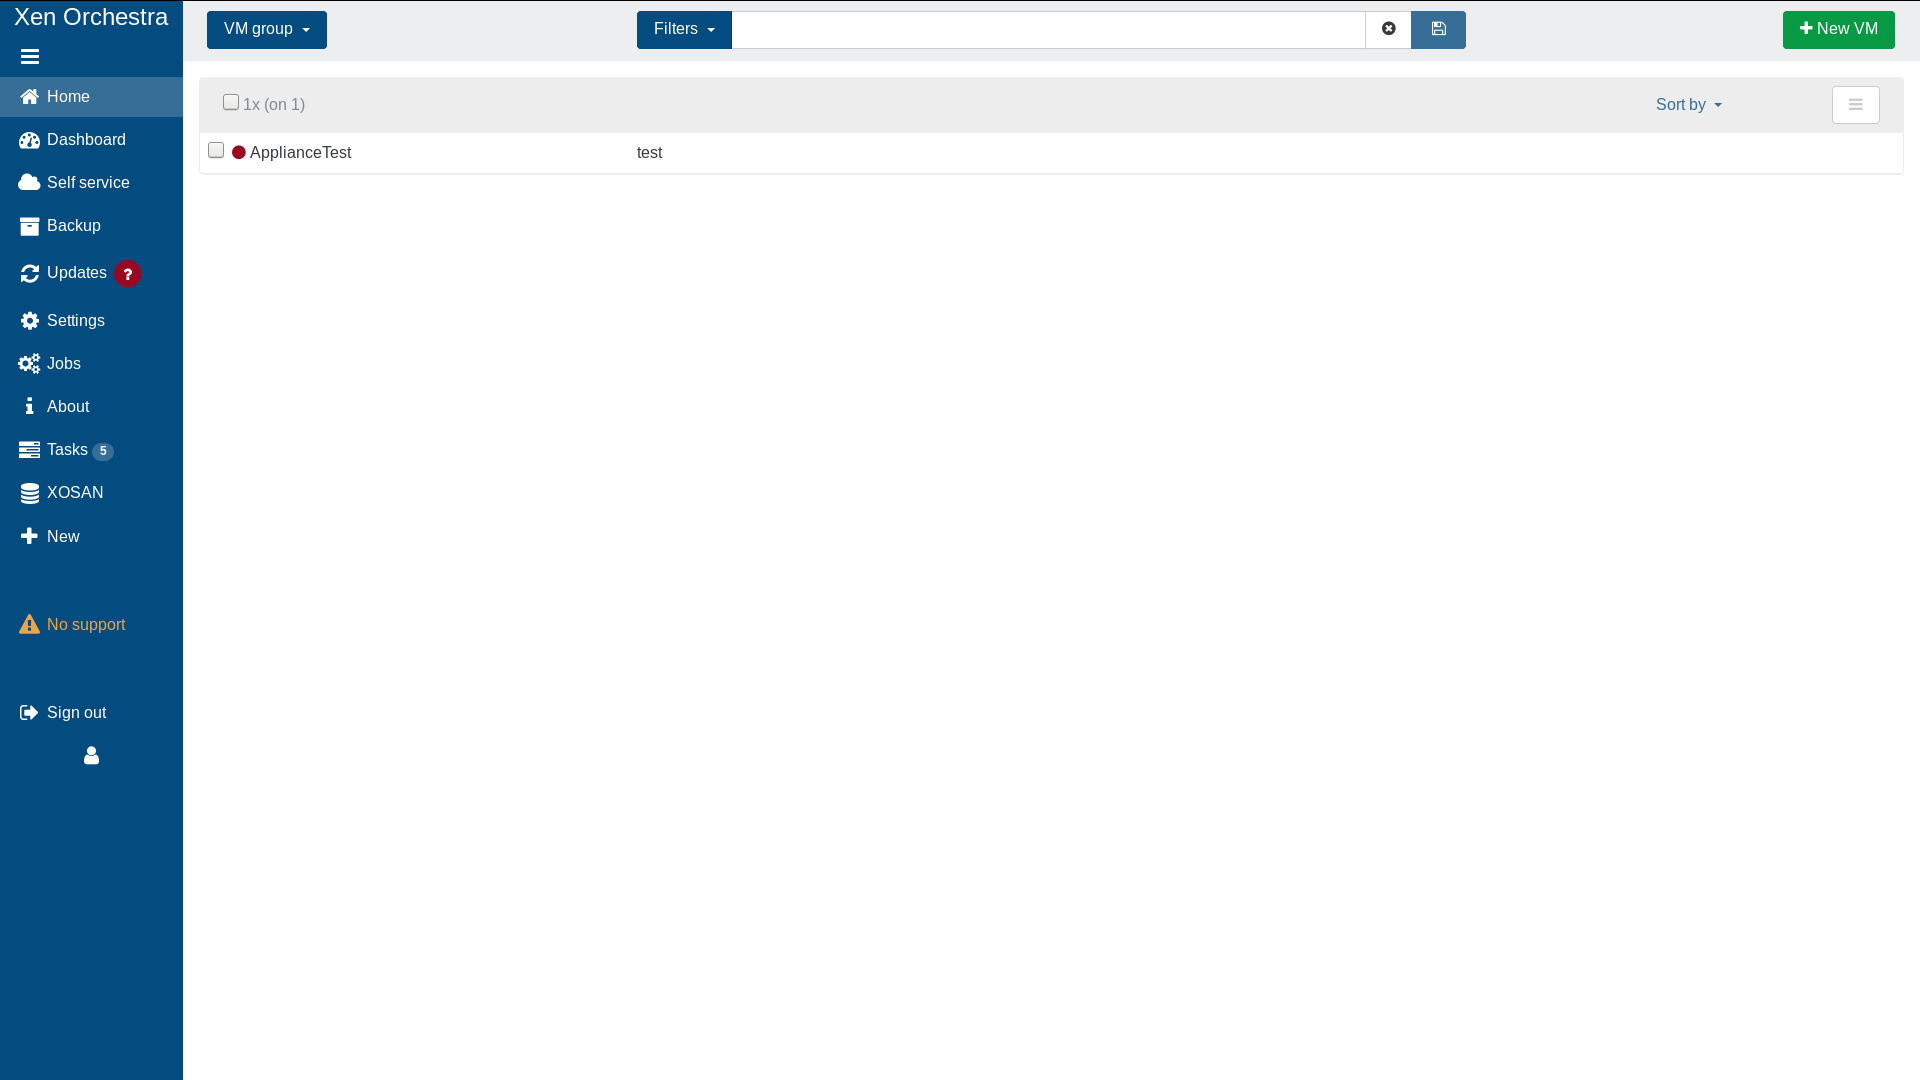 Xen Orchestra
VM group
Filters
New VM
Home
Dashboard
Self service
Backup
Updates ?
Settings
Jobs
About
Tasks 5
XOSAN
New
No support
Sign out
1x (on 1)
Sort by
ApplianceTest
test